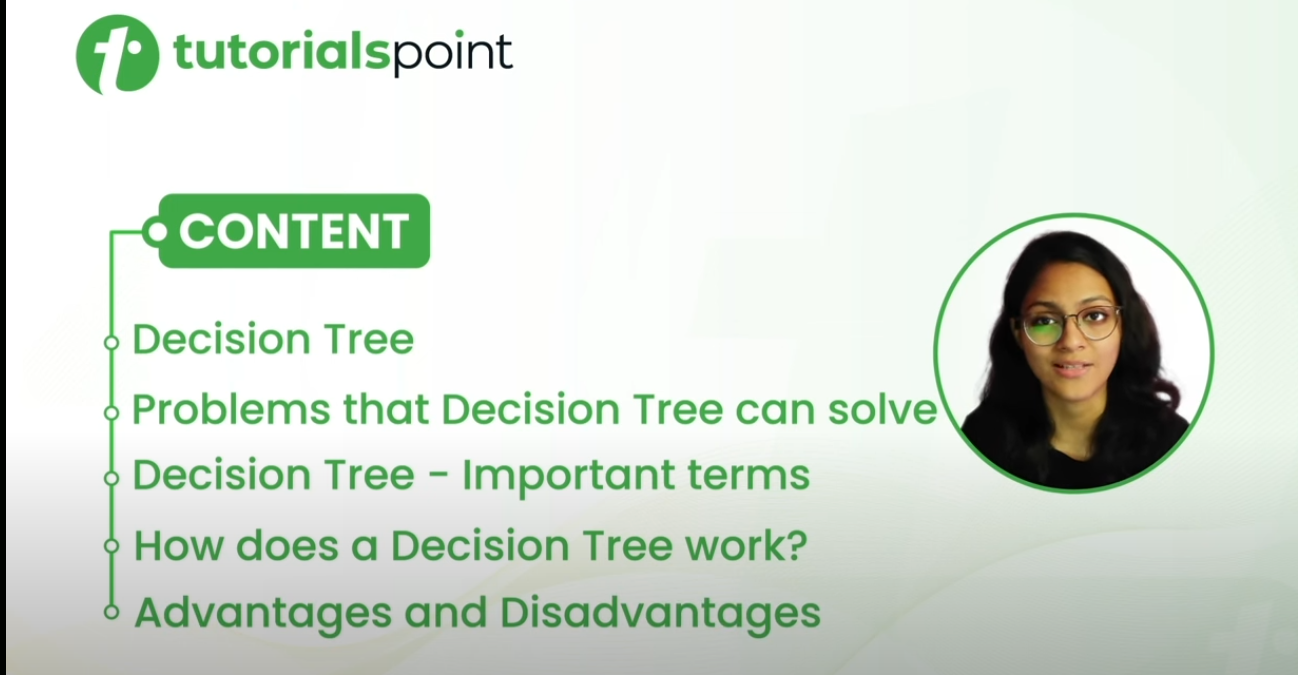 tutorialspoint
CONTENT
Decision Tree
Problems that Decision Tree can solve
Decision Tree - Important terms
How does a Decision Tree work?
Advantages and Disadvantages